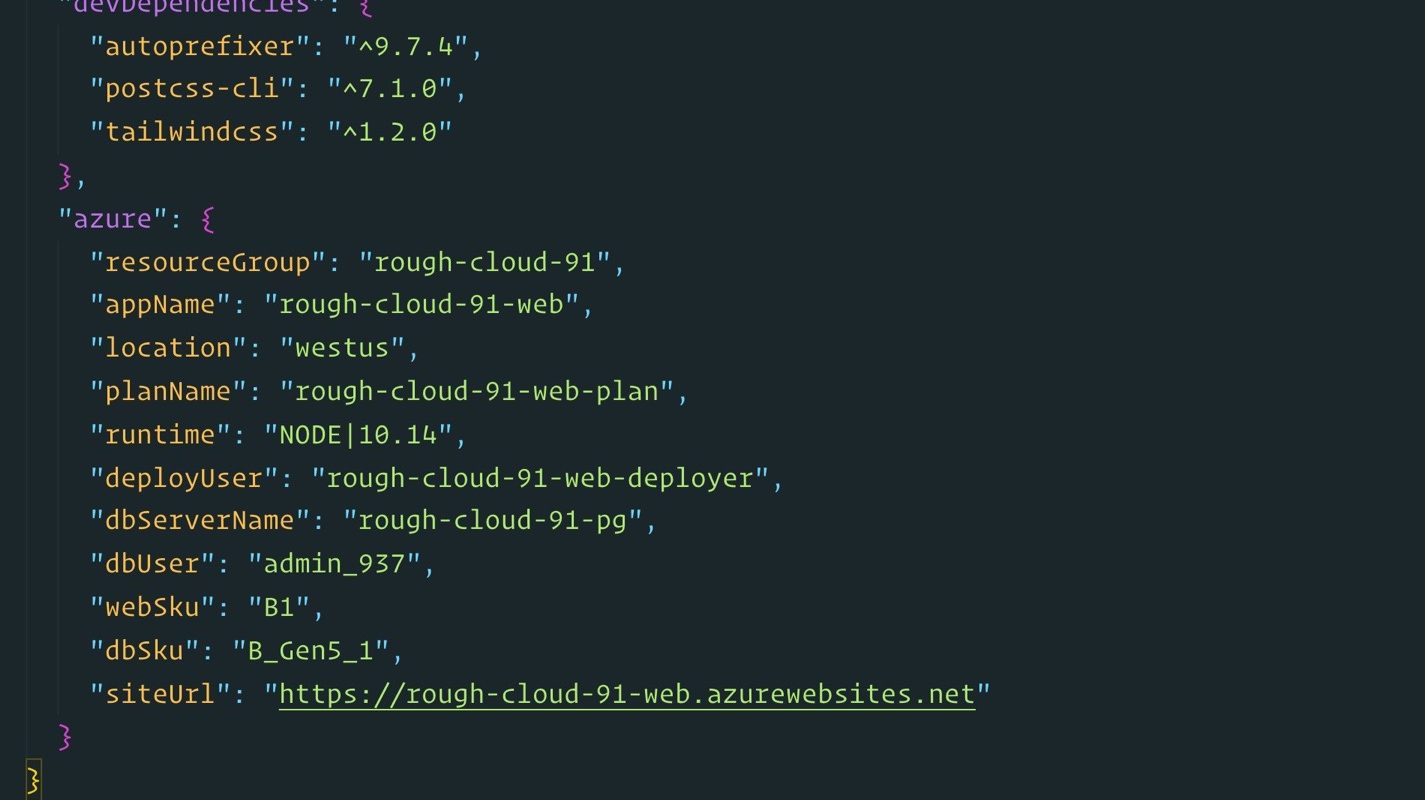 "devDependencies": {
"autoprefixer": "^9.7.4",
"postcss-cli": "^7.1.0",
"tailwindcss": "^1.2.0"
},
"azure": {
"resourceGroup": "rough-cloud-91",
"appName": "rough-cloud-91-web",
"location": "westus",
"planName": "rough-cloud-91-web-plan",
"runtime": "NODE|10.14",
"deployUser": "rough-cloud-91-web-deployer",
"dbServerName": "rough-cloud-91-pg",
"dbUser": "admin_937",
"webSku": "B1",
"dbSku": "B_Gen5_1",
"siteUrl": "https://rough-cloud-91-web.azurewebsites.net"
}
}